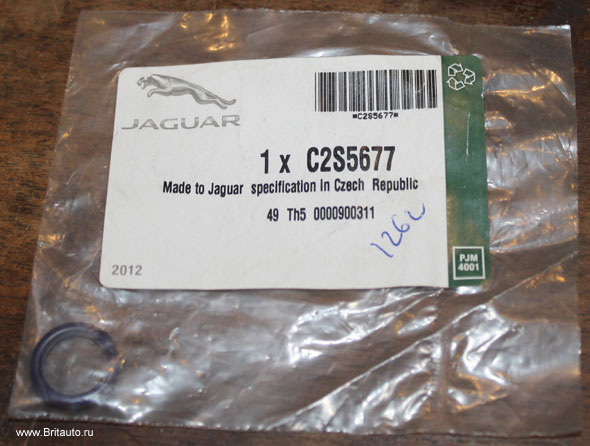 *C2S5677*
JAGUAR
1 x C2S5677
Made to Jaguar specification in Czech Republic
49 Th5 0000900311
126L
2012
PJM
4001
www.Britauto.ru